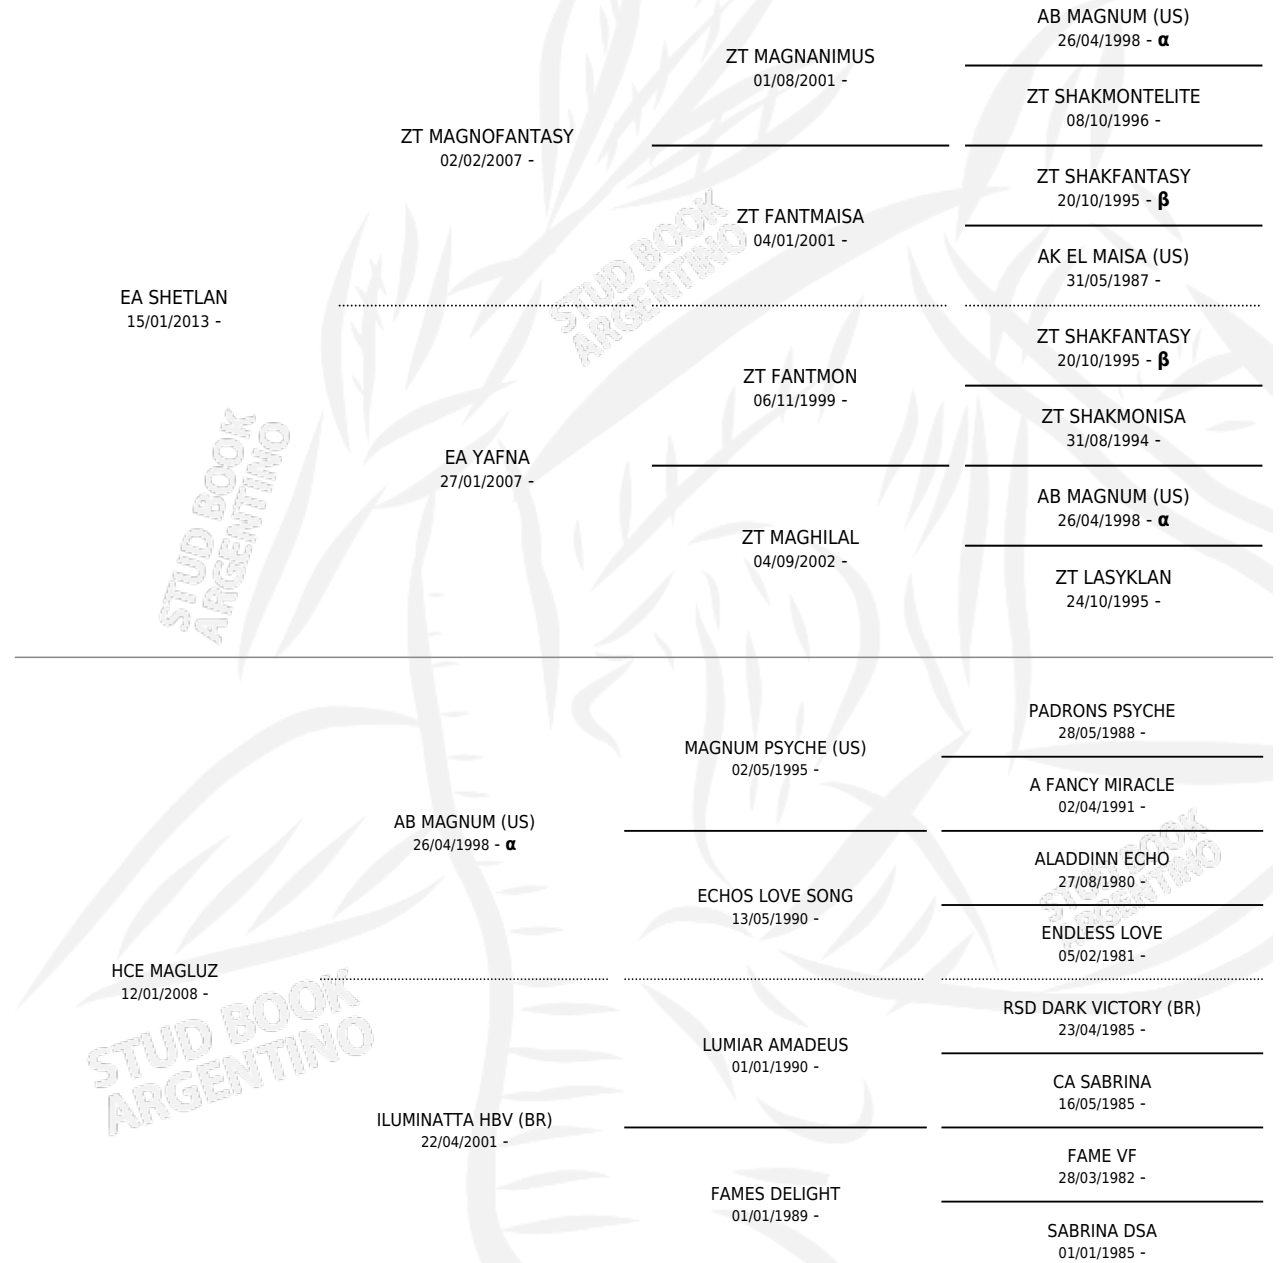 AB MAGNUM (US)
26/04/1998 - α
ZT MAGNANIMUS
01/08/2001 -
ZT SHAKMONTELITE
08/10/1996 -
ZT MAGNOFANTASY
02/02/2007 -
ZT SHAKFANTASY
20/10/1995 - β
ZT FANTMAISA
04/01/2001 -
AK EL MAISA (US)
31/05/1987 -
EA SHETLAN
15/01/2013 -
ZT SHAKFANTASY
20/10/1995 - β
ZT FANTMON
06/11/1999 -
ZT SHAKMONISA
31/08/1994 -
EA YAFNA
27/01/2007 -
AB MAGNUM (US)
26/04/1998 - α
ZT MAGHILAL
04/09/2002 -
ZT LASYKLAN
24/10/1995 -
STUD BOOK
ARGENTINO
STUD BOOK
ARGENTINO
PADRONS PSYCHE
28/05/1988 -
MAGNUM PSYCHE (US)
02/05/1995 -
A FANCY MIRACLE
02/04/1991 -
AB MAGNUM (US)
26/04/1998 - α
ALADDINN ECHO
27/08/1980 -
ECHOS LOVE SONG
13/05/1990 -
ENDLESS LOVE
05/02/1981 -
HCE MAGLUZ
12/01/2008 -
RSD DARK VICTORY (BR)
23/04/1985 -
LUMIAR AMADEUS
01/01/1990 -
CA SABRINA
16/05/1985 -
ILUMINATTA HBV (BR)
22/04/2001 -
FAME VF
28/03/1982 -
FAMES DELIGHT
01/01/1989 -
SABRINA DSA
01/01/1985 -
STUD BOOK
ARGENTINO
STUD BOOK
ARGENTINO